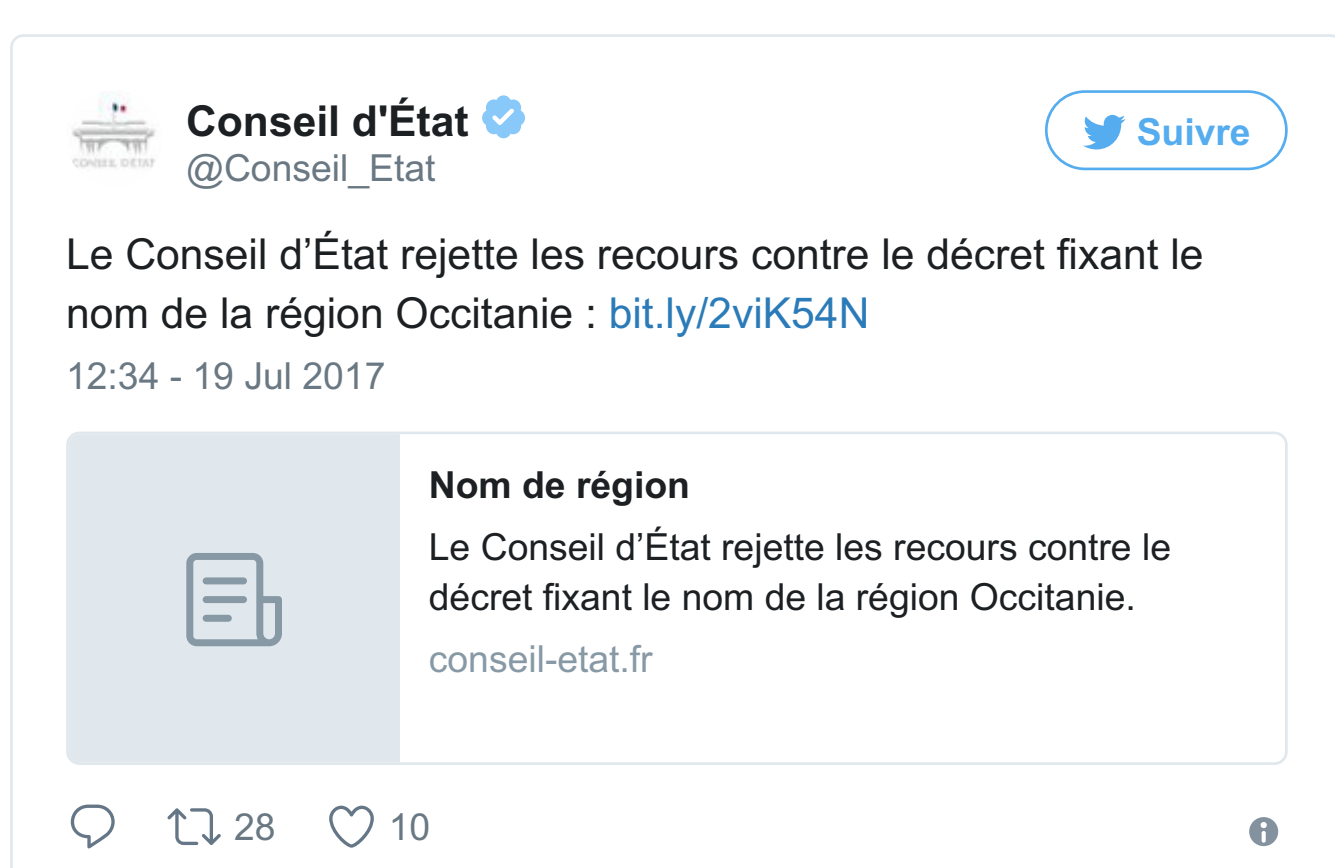 Conseil d'État
@Conseil_Etat
Suivre
CONSEIL D'ÉTAT
Le Conseil d’État rejette les recours contre le décret fixant le
nom de la région Occitanie : bit.ly/2viK54N
12:34 - 19 Jul 2017
Nom de région
Le Conseil d’État rejette les recours contre le
décret fixant le nom de la région Occitanie.
conseil-etat.fr
28 10